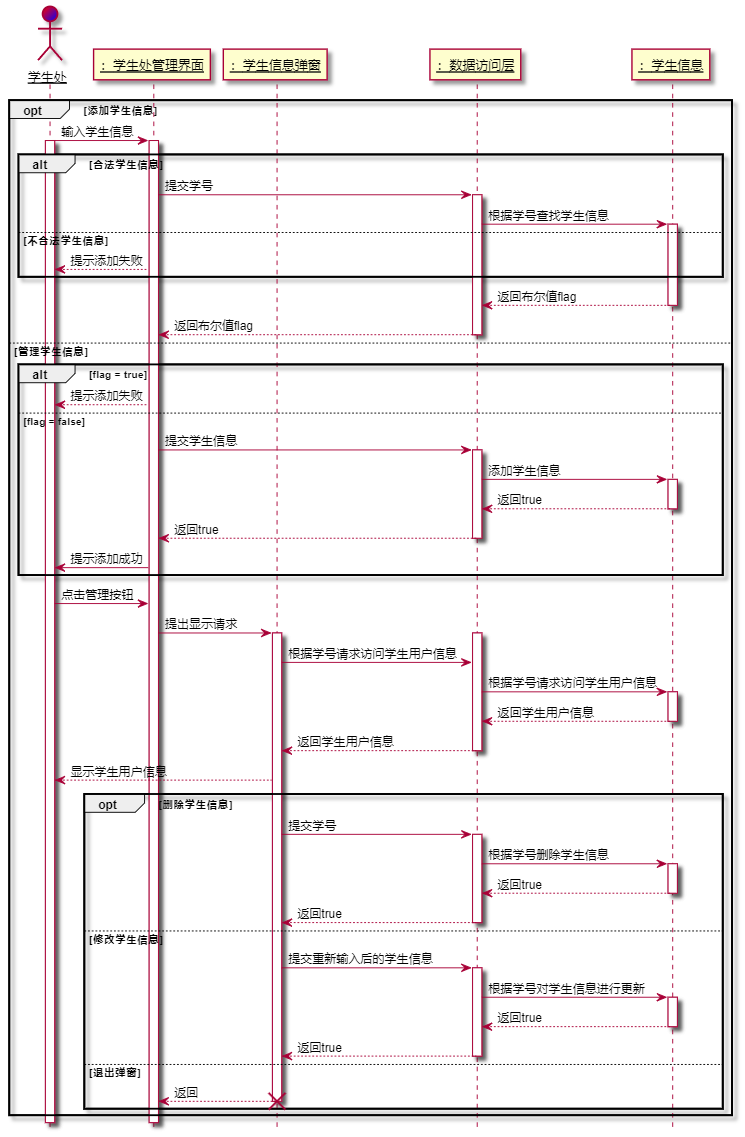 学生处
: 学生处管理界面
: 学生信息弹窗
: 数据访问层
: 学生信息
opt
[添加学生信息]
输入学生信息
alt
[合法学生信息]
提交学号
根据学号查找学生信息
[不合法学生信息]
提示添加失败
返回布尔值flag
返回布尔值flag
[管理学生信息]
alt
[flag = true]
提示添加失败
[flag = false]
提交学生信息
添加学生信息
返回true
返回true
提示添加成功
点击管理按钮
提出显示请求
根据学号请求访问学生用户信息
根据学号请求访问学生用户信息
返回学生用户信息
返回学生用户信息
显示学生用户信息
opt
[删除学生信息]
提交学号
根据学号删除学生信息
返回true
返回true
[修改学生信息]
提交重新输入后的学生信息
根据学号对学生信息进行更新
返回true
返回true
[退出弹窗]
返回